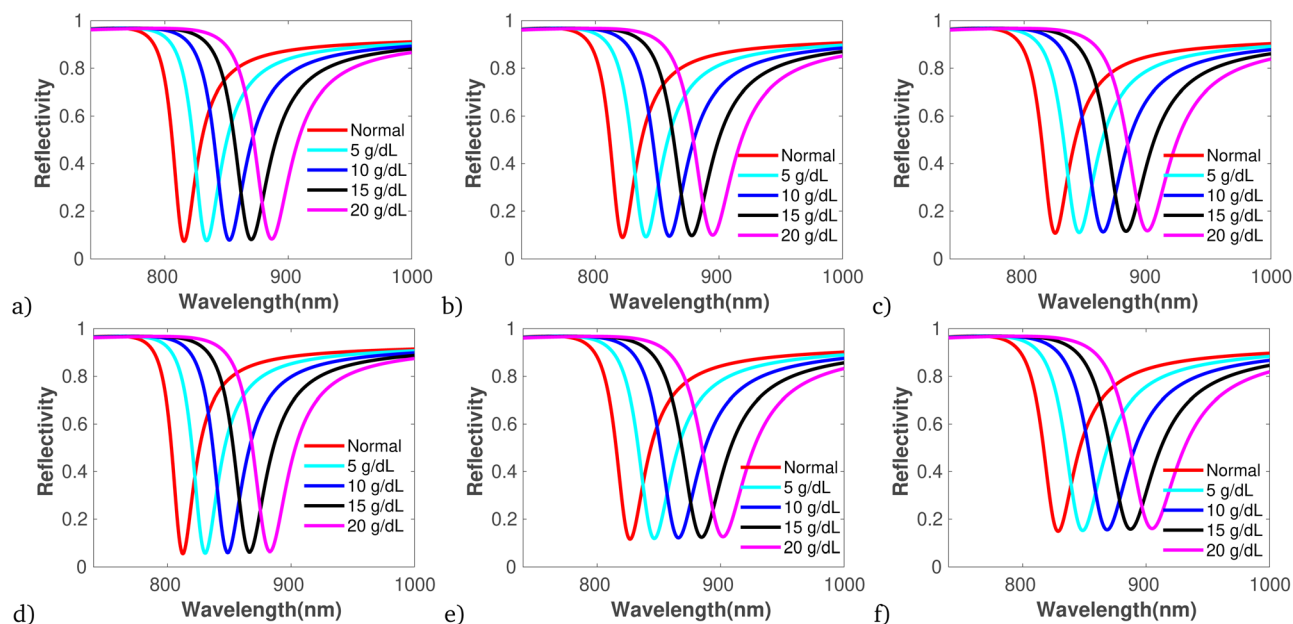 1
0.8
0.6
0.4
0.2
0
Reflectivity
Normal
5 g/dL
10 g/dL
15 g/dL
20 g/dL
800 900 1000
Wavelength(nm)
a)
1
0.8
0.6
0.4
0.2
0
Reflectivity
Normal
5 g/dL
10 g/dL
15 g/dL
20 g/dL
800 900 1000
Wavelength(nm)
b)
1
0.8
0.6
0.4
0.2
0
Reflectivity
Normal
5 g/dL
10 g/dL
15 g/dL
20 g/dL
800 900 1000
Wavelength(nm)
c)
1
0.8
0.6
0.4
0.2
0
Reflectivity
Normal
5 g/dL
10 g/dL
15 g/dL
20 g/dL
800 900 1000
Wavelength(nm)
d)
1
0.8
0.6
0.4
0.2
0
Reflectivity
Normal
5 g/dL
10 g/dL
15 g/dL
20 g/dL
800 900 1000
Wavelength(nm)
e)
1
0.8
0.6
0.4
0.2
0
Reflectivity
Normal
5 g/dL
10 g/dL
15 g/dL
20 g/dL
800 900 1000
Wavelength(nm)
f)